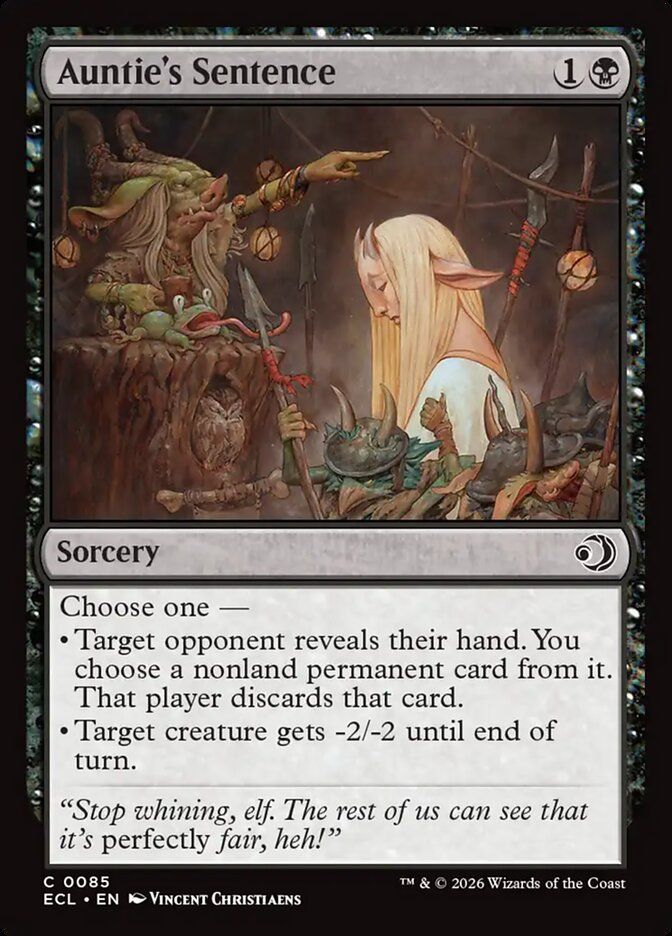 Auntie's Sentence 1
Sorcery
Choose one —
• Target opponent reveals their hand. You
choose a nonland permanent card from it.
That player discards that card.
• Target creature gets -2/-2 until end of
turn.
“Stop whining, elf. The rest of us can see that
it's perfectly fair, heh!”
C 0085
ECL • EN Vincent Christiaens
™ & © 2026 Wizards of the Coast